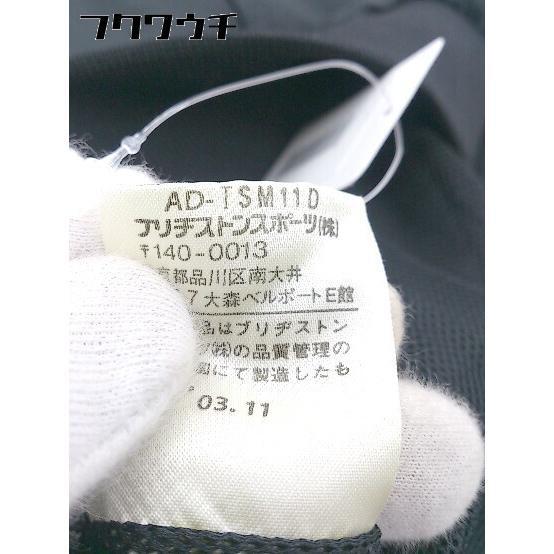 フクワウチ
AD-TSM11D
ブリヂストンスポーツ(株)
〒140-0013
京都品川区南大井
7大森ベルポートE館
品はブリヂストン
(株)の品質管理の
にて製造したも
03.11